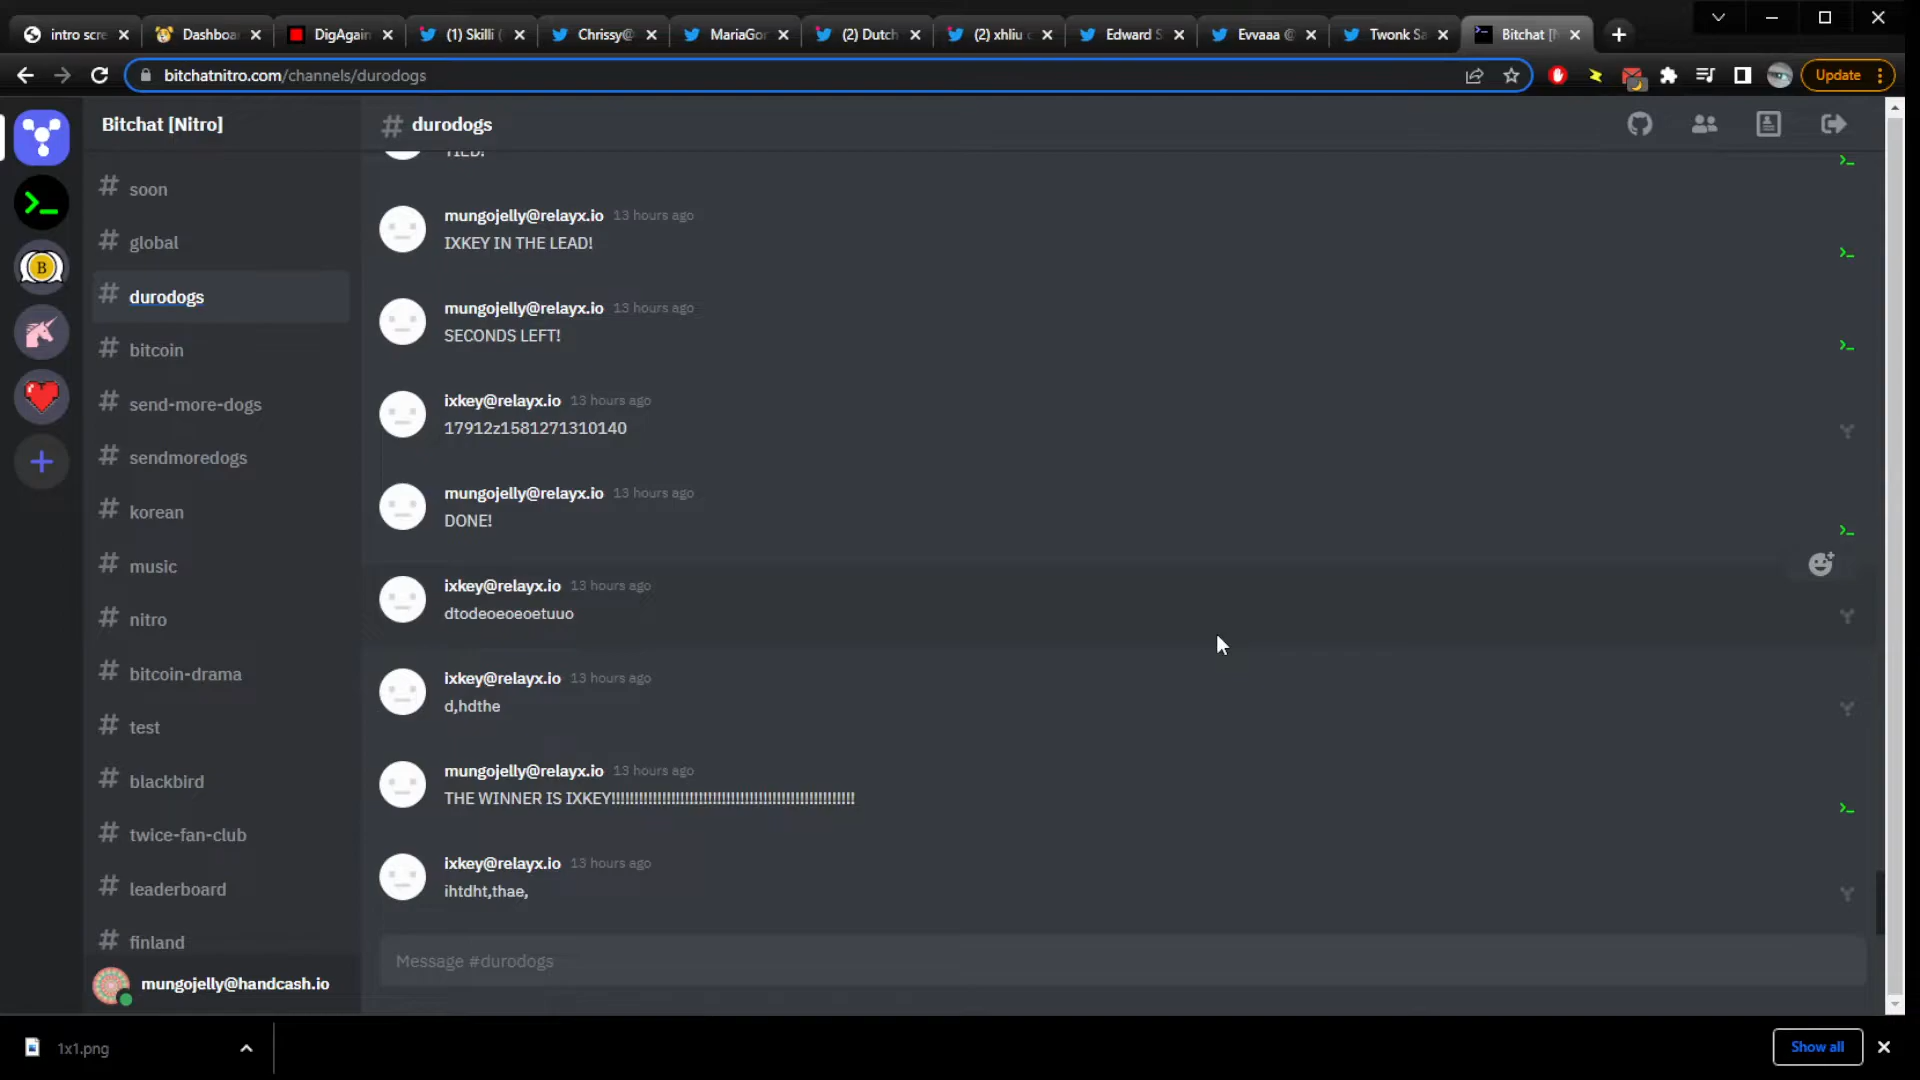 intro scre
Dashboa
DigAgain
(1) Skilli (
Chrissy@
MariaGor
(2) Dutch
(2) xhliu c
Edward S
Evvaaa @
Twonk Sa
Bitchat [N
bitchatnitro.com/channels/durodogs
Update
Bitchat [Nitro]
# durodogs
# soon
# global
# durodogs
# bitcoin
# send-more-dogs
# sendmoredogs
# korean
# music
# nitro
# bitcoin-drama
# test
# blackbird
# twice-fan-club
# leaderboard
# finland
mungojelly@handcash.io
TIED!
mungojelly@relayx.io 13 hours ago
IXKEY IN THE LEAD!
mungojelly@relayx.io 13 hours ago
SECONDS LEFT!
ixkey@relayx.io 13 hours ago
17912z1581271310140
mungojelly@relayx.io 13 hours ago
DONE!
ixkey@relayx.io 13 hours ago
dtodeoeoeoetuuo
ixkey@relayx.io 13 hours ago
d,hdthe
mungojelly@relayx.io 13 hours ago
THE WINNER IS IXKEY!!!!!!!!!!!!!!!!!!!!!!!!!!!!!!!!!!!!!!!!!!!!!!!!!!!!!
ixkey@relayx.io 13 hours ago
ihtdht,thae,
Message #durodogs
1x1.png
Show all